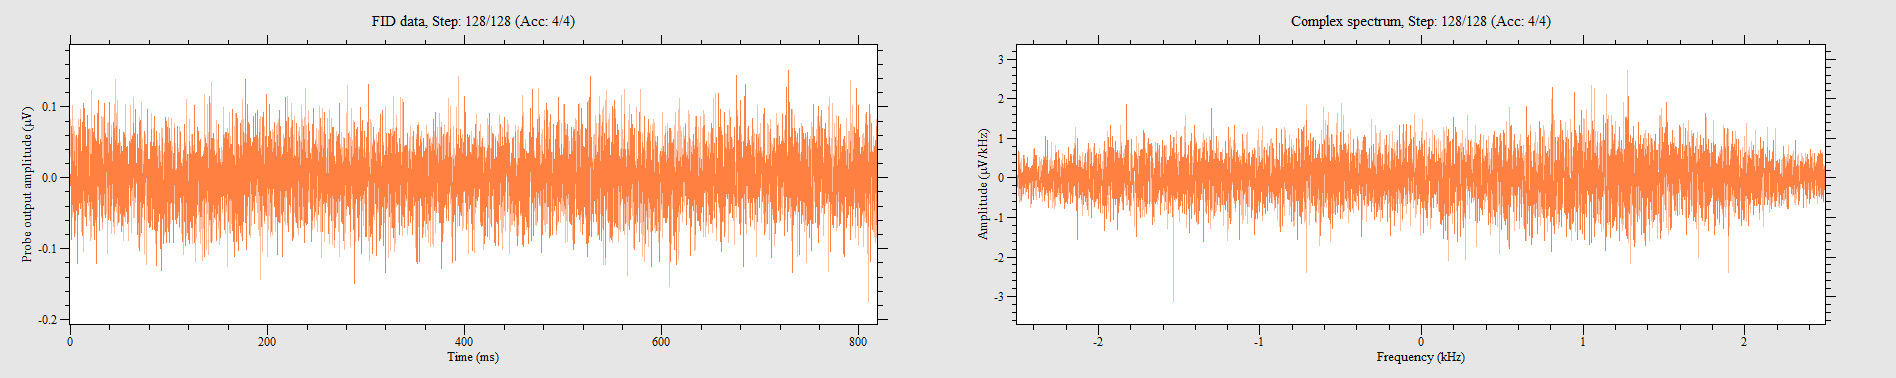 FID data, Step: 128/128 (Acc: 4/4)
Probe output amplitude (µV)
0.1
0.0
-0.1
-0.2
0 200 400 600 800
Time (ms)
Complex spectrum, Step: 128/128 (Acc: 4/4)
Amplitude (µV/kHz)
3
2
1
0
-1
-2
-3
-2 -1 0 1 2
Frequency (kHz)